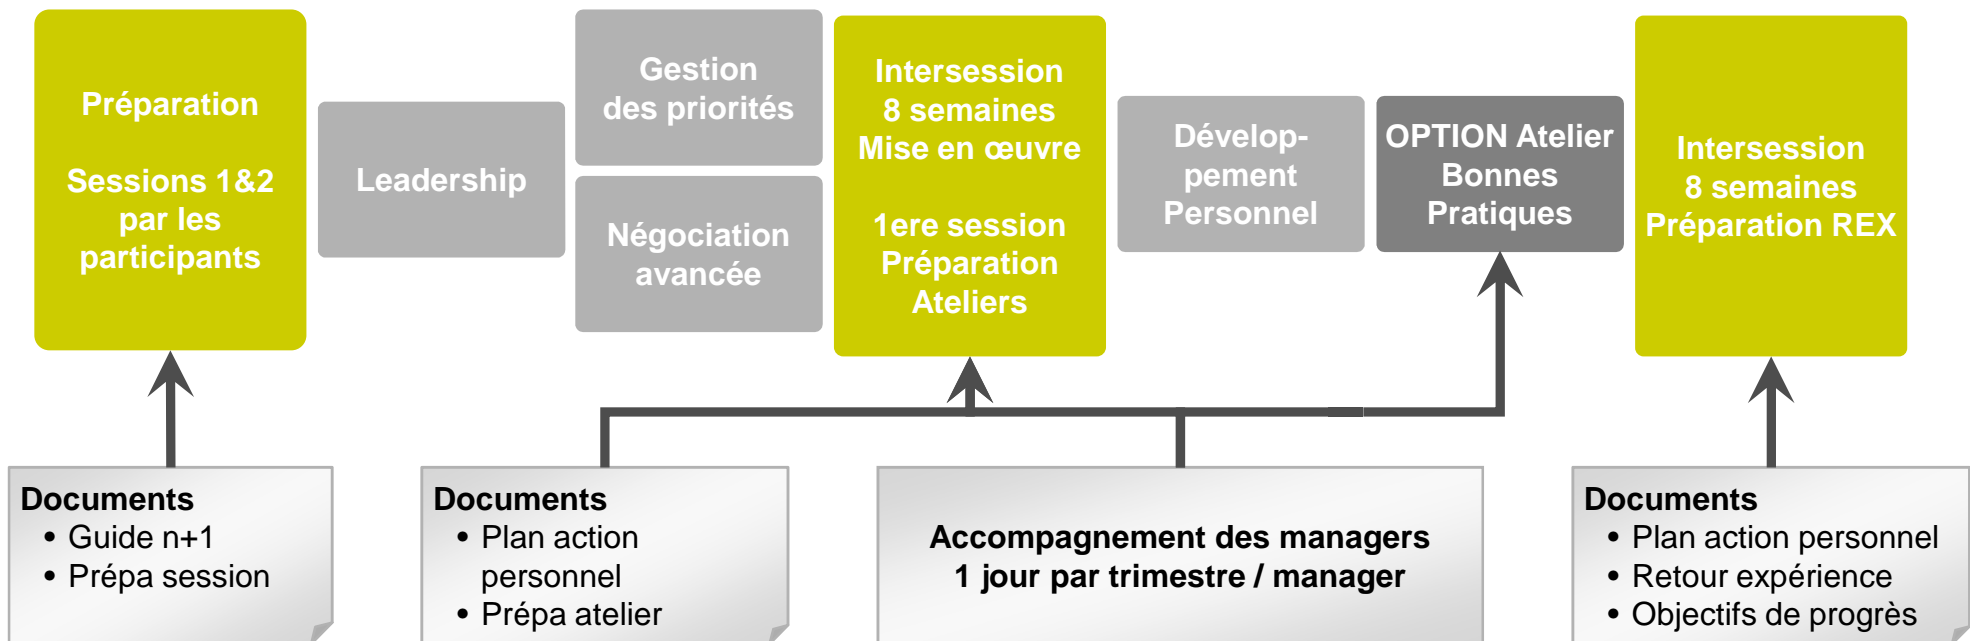 Préparation
Sessions 1&2
par les
participants
Leadership
Gestion
des priorités
Négociation
avancée
Intersession
8 semaines
Mise en œuvre
1ere session
Préparation
Ateliers
Dévelop-
pement
Personnel
OPTION Atelier
Bonnes
Pratiques
Intersession
8 semaines
Préparation REX
Documents
• Guide n+1
• Prépa session
Documents
• Plan action
personnel
• Prépa atelier
Accompagnement des managers
1 jour par trimestre / manager
Documents
• Plan action personnel
• Retour expérience
• Objectifs de progrès